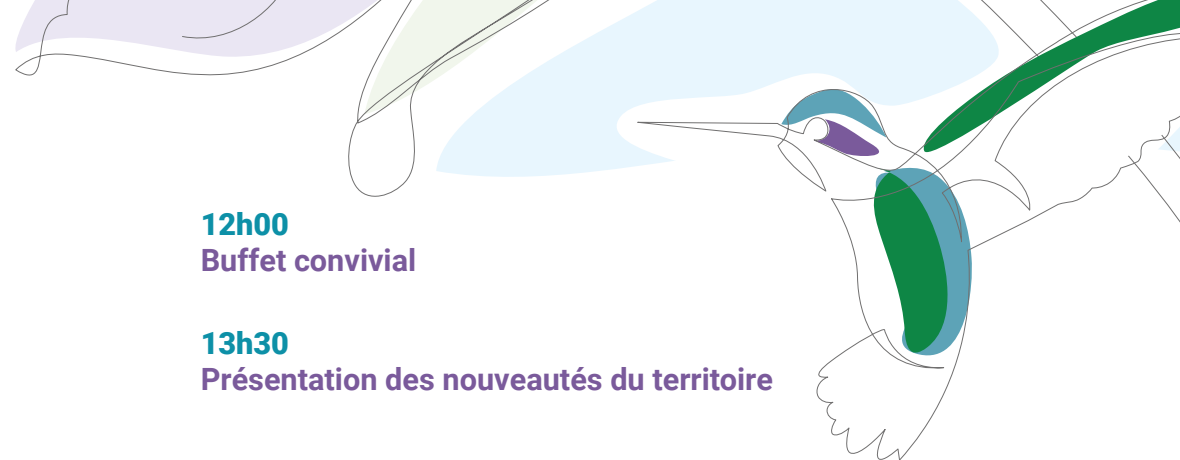 12h00
Buffet convivial
13h30
Présentation des nouveautés du territoire